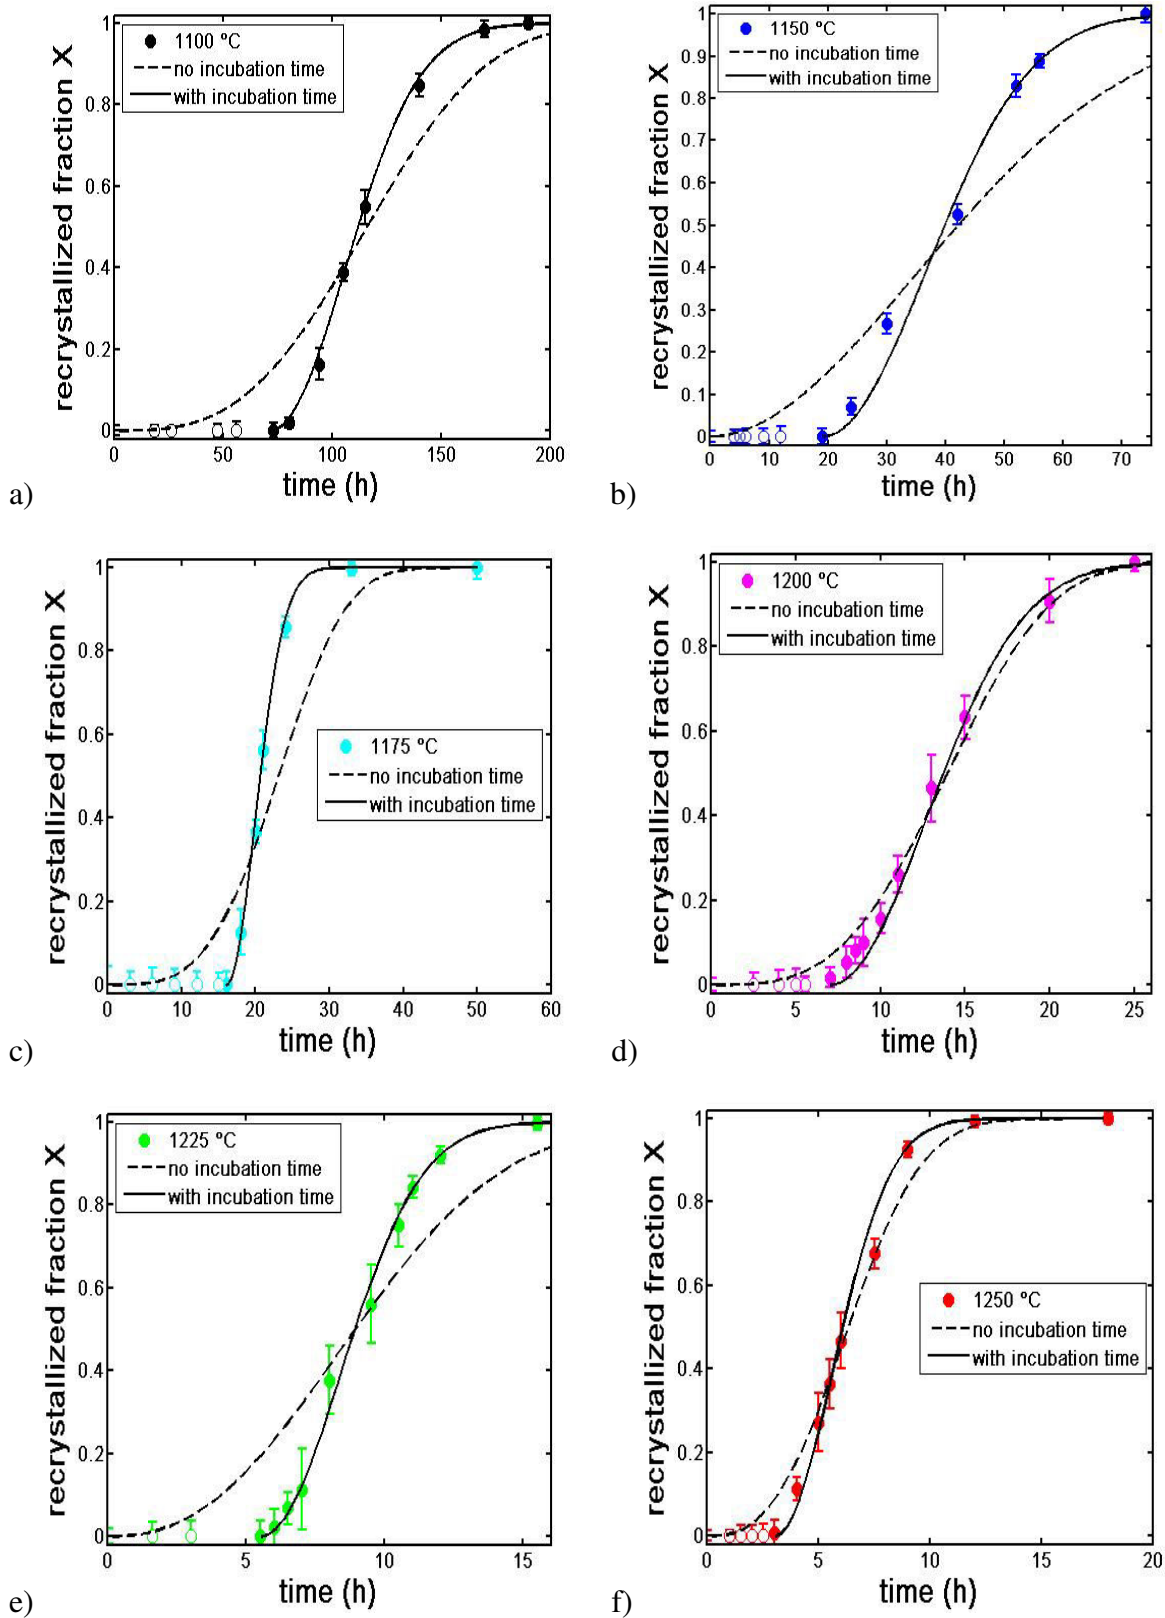 recrystallized fraction X
1
0.8
0.6
0.4
0.2
0
1100 ºC
no incubation time
with incubation time
0 50 100 150 200
time (h)
a)
recrystallized fraction X
1
0.9
0.8
0.7
0.6
0.5
0.4
0.3
0.2
0.1
0
1150 ºC
no incubation time
with incubation time
0 10 20 30 40 50 60 70
time (h)
b)
recrystallized fraction X
1
0.8
0.6
0.4
0.2
0
1175 ºC
no incubation time
with incubation time
0 10 20 30 40 50 60
time (h)
c)
recrystallized fraction X
1
0.8
0.6
0.4
0.2
0
1200 ºC
no incubation time
with incubation time
0 5 10 15 20 25
time (h)
d)
recrystallized fraction X
1
0.8
0.6
0.4
0.2
0
1225 ºC
no incubation time
with incubation time
0 5 10 15
time (h)
e)
recrystallized fraction X
1
0.8
0.6
0.4
0.2
0
1250 ºC
no incubation time
with incubation time
0 5 10 15 20
time (h)
f)